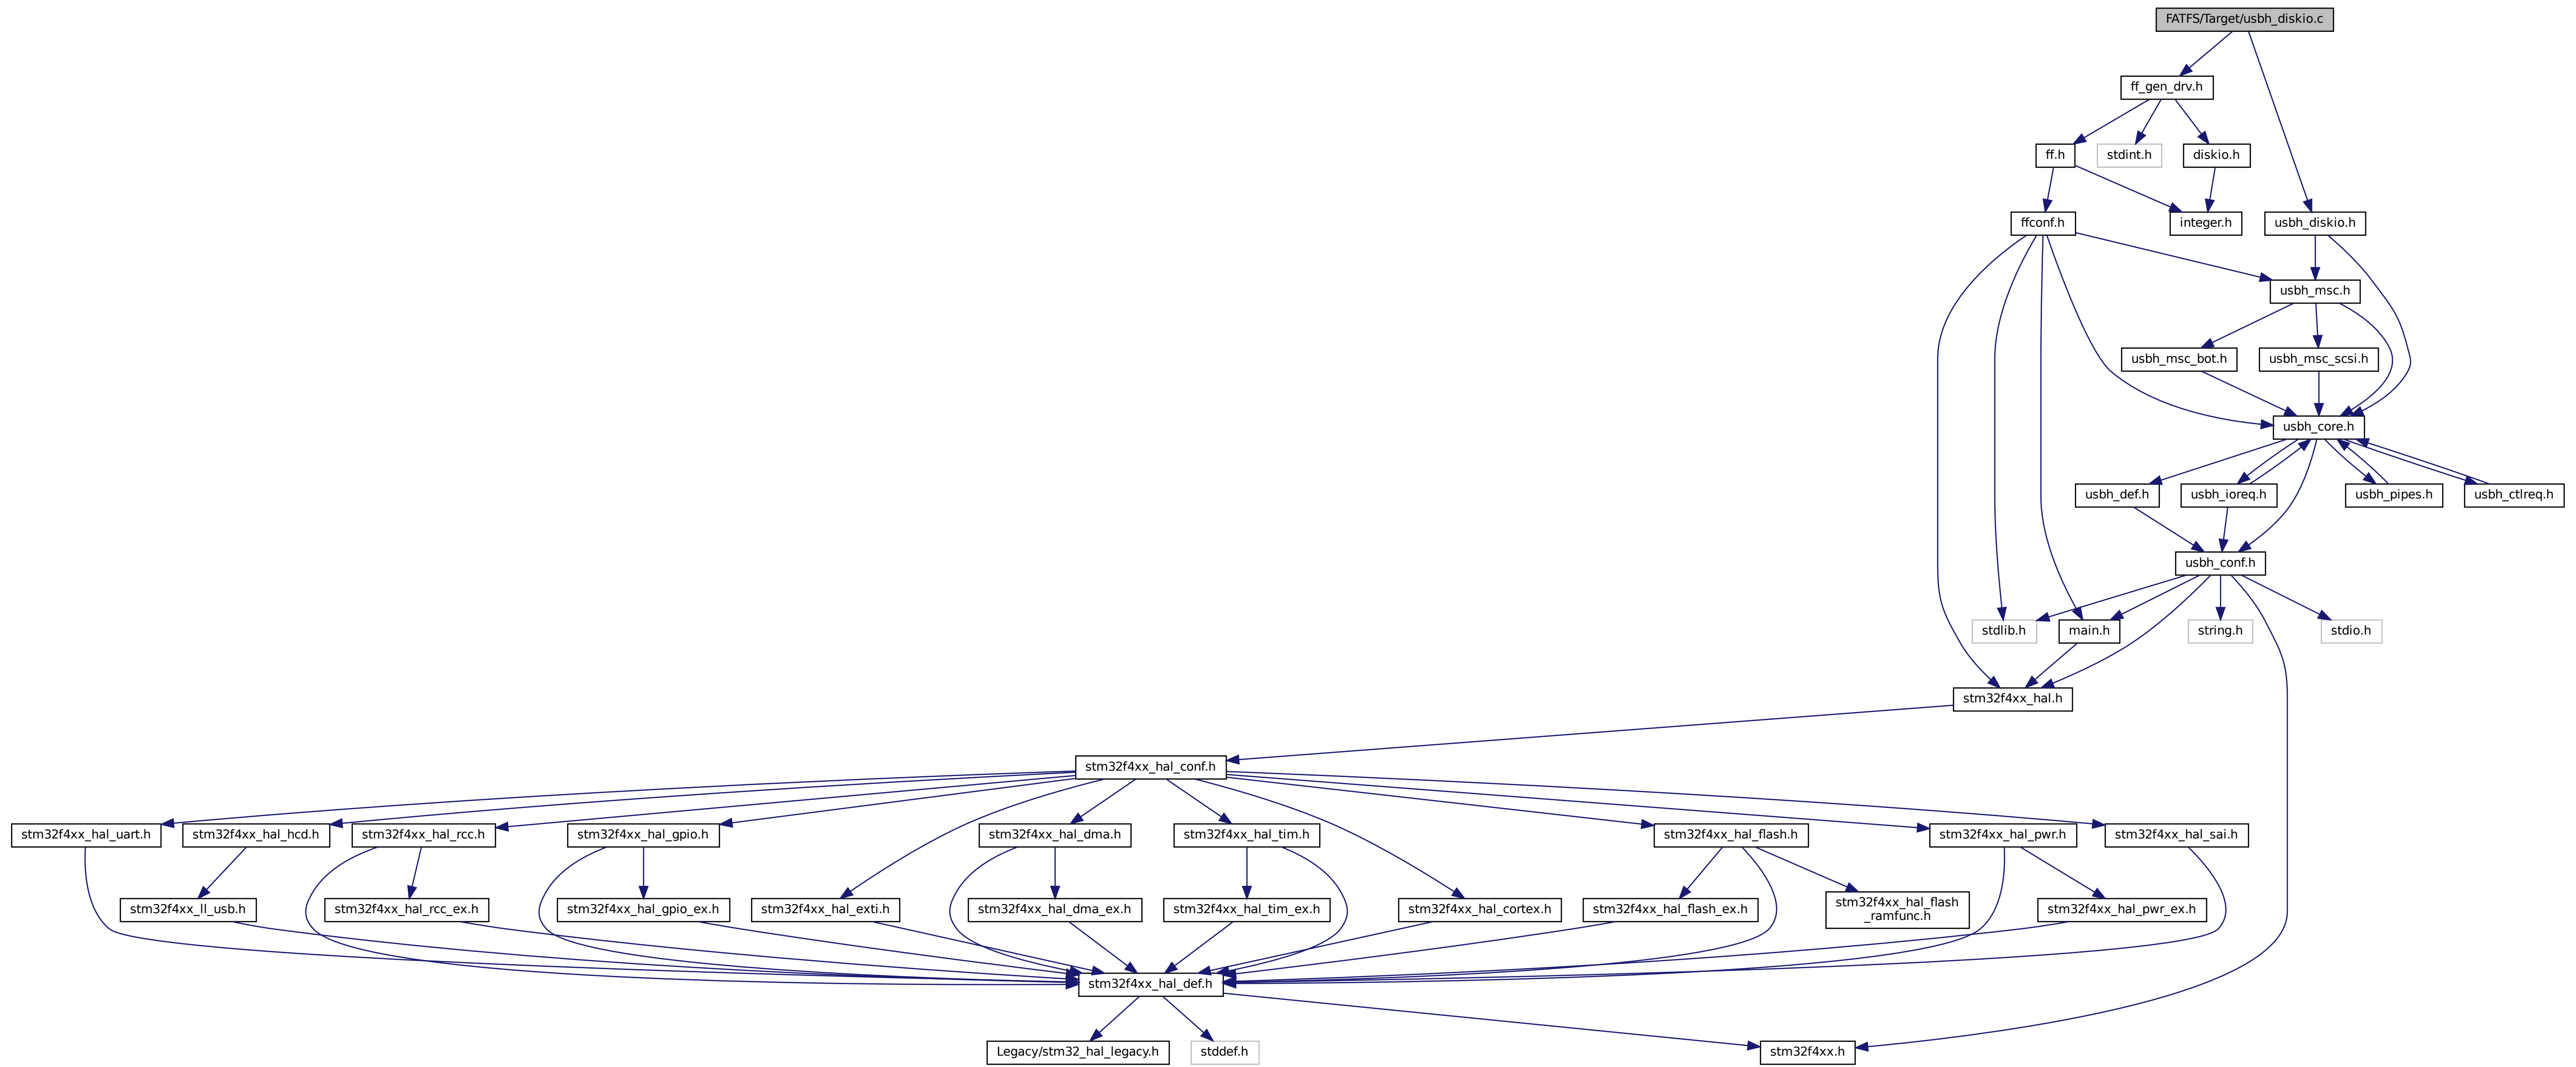 FATFS/Target/usbh_diskio.c
ff_gen_drv.h
ff.h
stdint.h
diskio.h
ffconf.h
integer.h
usbh_diskio.h
usbh_msc.h
usbh_msc_bot.h
usbh_msc_scsi.h
usbh_core.h
usbh_def.h
usbh_ioreq.h
usbh_pipes.h
usbh_ctlreq.h
usbh_conf.h
stdlib.h
main.h
string.h
stdio.h
stm32f4xx_hal.h
stm32f4xx_hal_conf.h
stm32f4xx_hal_uart.h
stm32f4xx_hal_hcd.h
stm32f4xx_hal_rcc.h
stm32f4xx_hal_gpio.h
stm32f4xx_hal_dma.h
stm32f4xx_hal_tim.h
stm32f4xx_hal_flash.h
stm32f4xx_hal_pwr.h
stm32f4xx_hal_sai.h
stm32f4xx_ll_usb.h
stm32f4xx_hal_rcc_ex.h
stm32f4xx_hal_gpio_ex.h
stm32f4xx_hal_exti.h
stm32f4xx_hal_dma_ex.h
stm32f4xx_hal_tim_ex.h
stm32f4xx_hal_cortex.h
stm32f4xx_hal_flash_ex.h
stm32f4xx_hal_flash
_ramfunc.h
stm32f4xx_hal_pwr_ex.h
stm32f4xx_hal_def.h
Legacy/stm32_hal_legacy.h
stddef.h
stm32f4xx.h